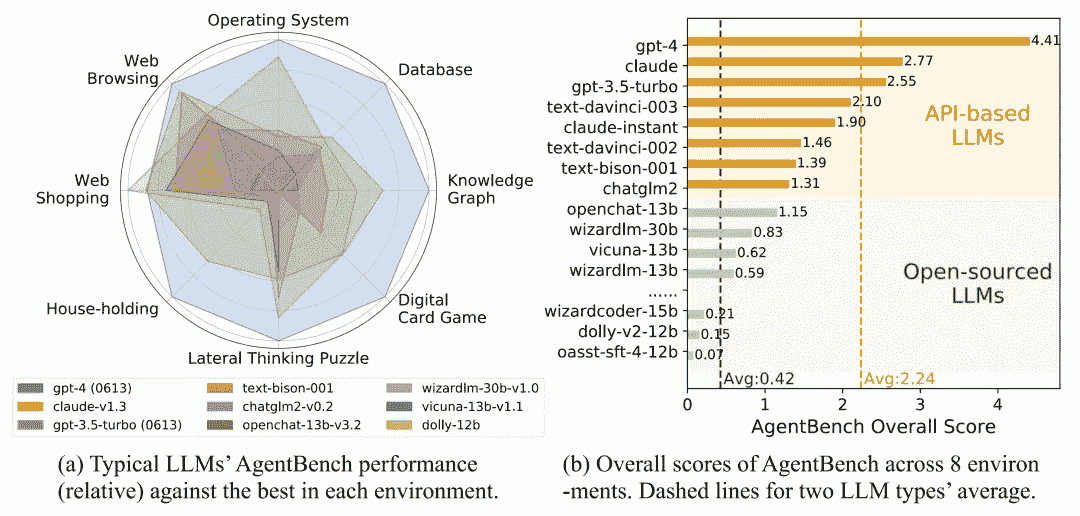 Operating System
Web
Browsing
Database
Web
Shopping
Knowledge
Graph
House-holding
Digital
Card Game
Lateral Thinking Puzzle
gpt-4 (0613)
text-bison-001
wizardlm-30b-v1.0
claude-v1.3
chatglm2-v0.2
vicuna-13b-v1.1
gpt-3.5-turbo (0613)
openchat-13b-v3.2
dolly-12b
(a) Typical LLMs’ AgentBench performance
(relative) against the best in each environment.
gpt-4 4.41
claude 2.77
gpt-3.5-turbo 2.55
text-davinci-003 2.10
claude-instant 1.90
text-davinci-002 1.46
text-bison-001 1.39
chatglm2 1.31
API-based
LLMs
openchat-13b 1.15
wizardlm-30b 0.83
vicuna-13b 0.62
wizardlm-13b 0.59
......
wizardcoder-15b 0.21
dolly-v2-12b 0.15
oasst-sft-4-12b 0.07
Open-sourced
LLMs
Avg:0.42 Avg:2.24
0 1 2 3 4
AgentBench Overall Score
(b) Overall scores of AgentBench across 8 environ
-ments. Dashed lines for two LLM types’ average.